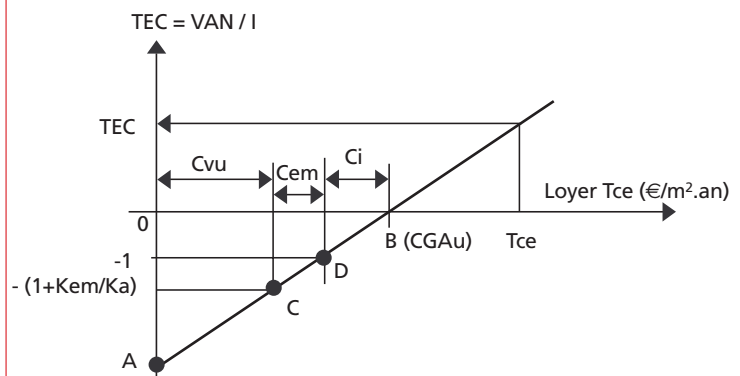 TEC = VAN / I
TEC
Cvu
Cem
Ci
Loyer Tce (€/m².an)
0
B (CGAu)
Tce
-1
D
- (1+Kem/Ka)
C
A